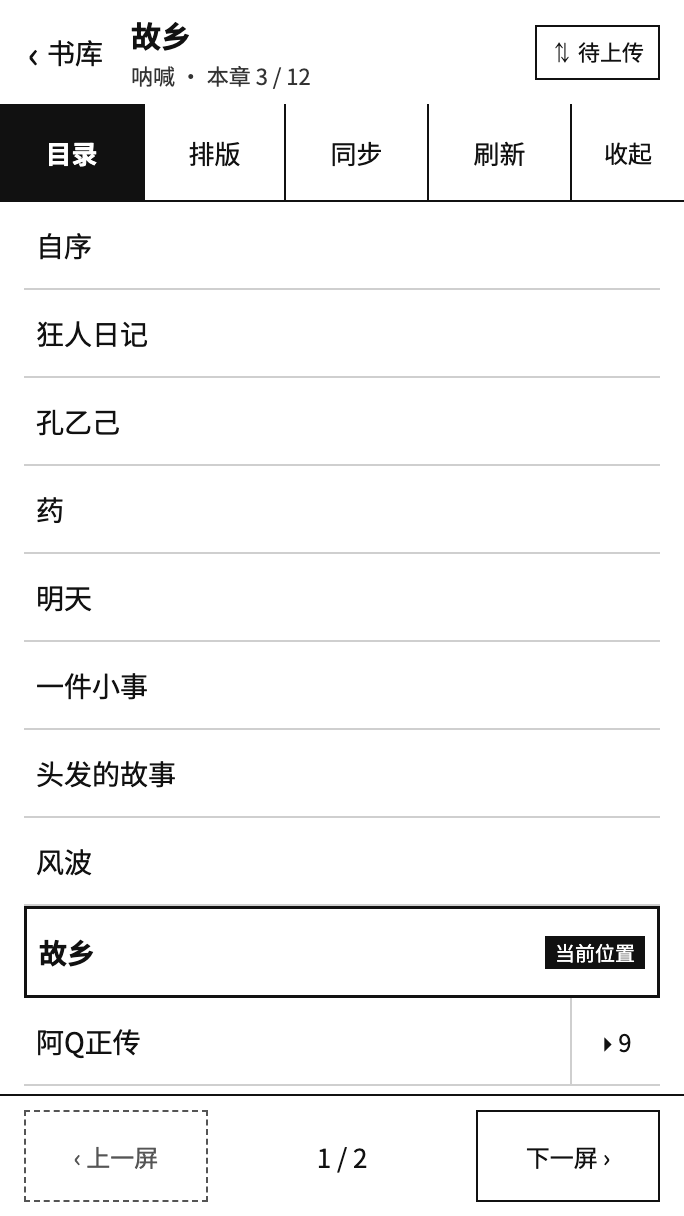 ‹ 书库
故乡
呐喊 · 本章 3 / 12
⇅ 待上传
目录
排版
同步
刷新
收起
自序
狂人日记
孔乙己
药
明天
一件小事
头发的故事
风波
故乡
当前位置
阿Q正传
▸ 9
‹ 上一屏
1 / 2
下一屏 ›